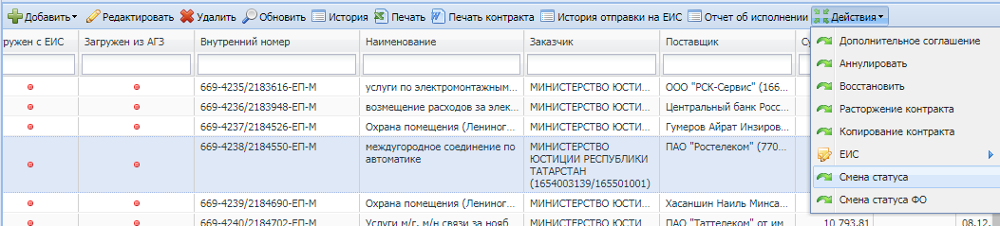 Добавить Редактировать Удалить Обновить История Печать Печать контракта История отправки на ЕИС Отчет об исполнении Действия
ружен с ЕИС Загружен из АГЗ Внутренний номер Наименование Заказчик Поставщик
Дополнительное соглашение
Аннулировать
Восстановить
Расторжение контракта
Копирование контракта
ЕИС
Смена статуса
Смена статуса ФО
669-4235/2183616-ЕП-М услуги по электромонтажным... МИНИСТЕРСТВО ЮСТИ... ООО "РСК-Сервис" (166...
669-4236/2183948-ЕП-М возмещение расходов за элек... МИНИСТЕРСТВО ЮСТИ... Центральный банк Росс...
669-4237/2184526-ЕП-М Охрана помещения (Лениног... МИНИСТЕРСТВО ЮСТИ... Гумеров Айрат Инзиров...
669-4238/2184550-ЕП-М междугородное соединение по МИНИСТЕРСТВО ПАО "Ростелеком" (770...
автоматике ЮСТИЦИИ РЕСПУБЛИКИ
ТАТАРСТАН
(1654003139/165501001)
669-4239/2184690-ЕП-М Охрана помещения (Лениног... МИНИСТЕРСТВО ЮСТИ... Хасаншин Наиль Минса...
669-4240/2184702-ЕП-М Услуги м/г, м/н связи за нояб МИНИСТЕРСТВО ЮСТИ... ПАО "Таттелеком" от им 10 793,81 08.12.